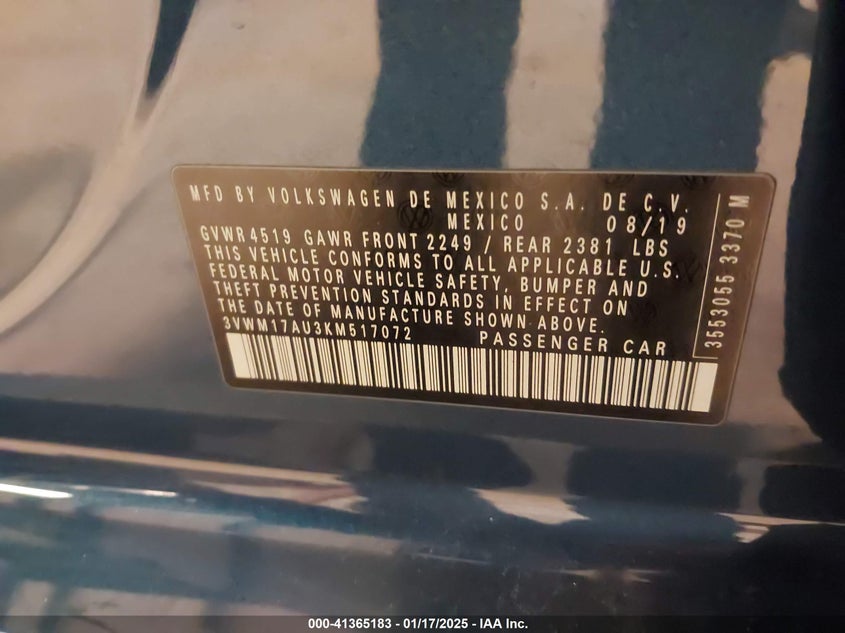 MFD BY VOLKSWAGEN DE MEXICO S.A. DE C.V.
MEXICO 08/19
GVWR 4519 GAWR FRONT 2249 / REAR 2381 LBS
THIS VEHICLE CONFORMS TO ALL APPLICABLE U.S.
FEDERAL MOTOR VEHICLE SAFETY, BUMPER AND
THEFT PREVENTION STANDARDS IN EFFECT ON
THE DATE OF MANUFACTURE SHOWN ABOVE.
3VWM17AU3KM517072 PASSENGER CAR
3553055 3370 M
000-41365183 - 01/17/2025 - IAA Inc.